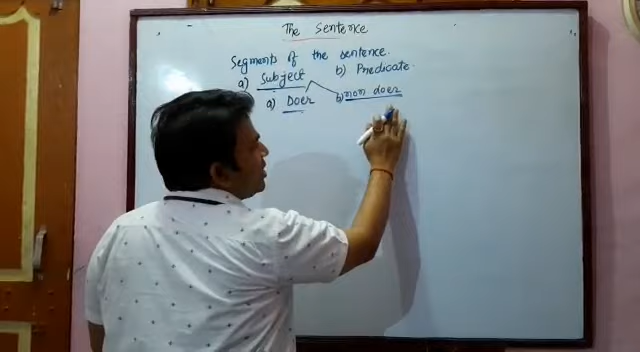 The Sentence
Segments of the sentence.
a) Subject b) Predicate.
a) Doer b) non doer